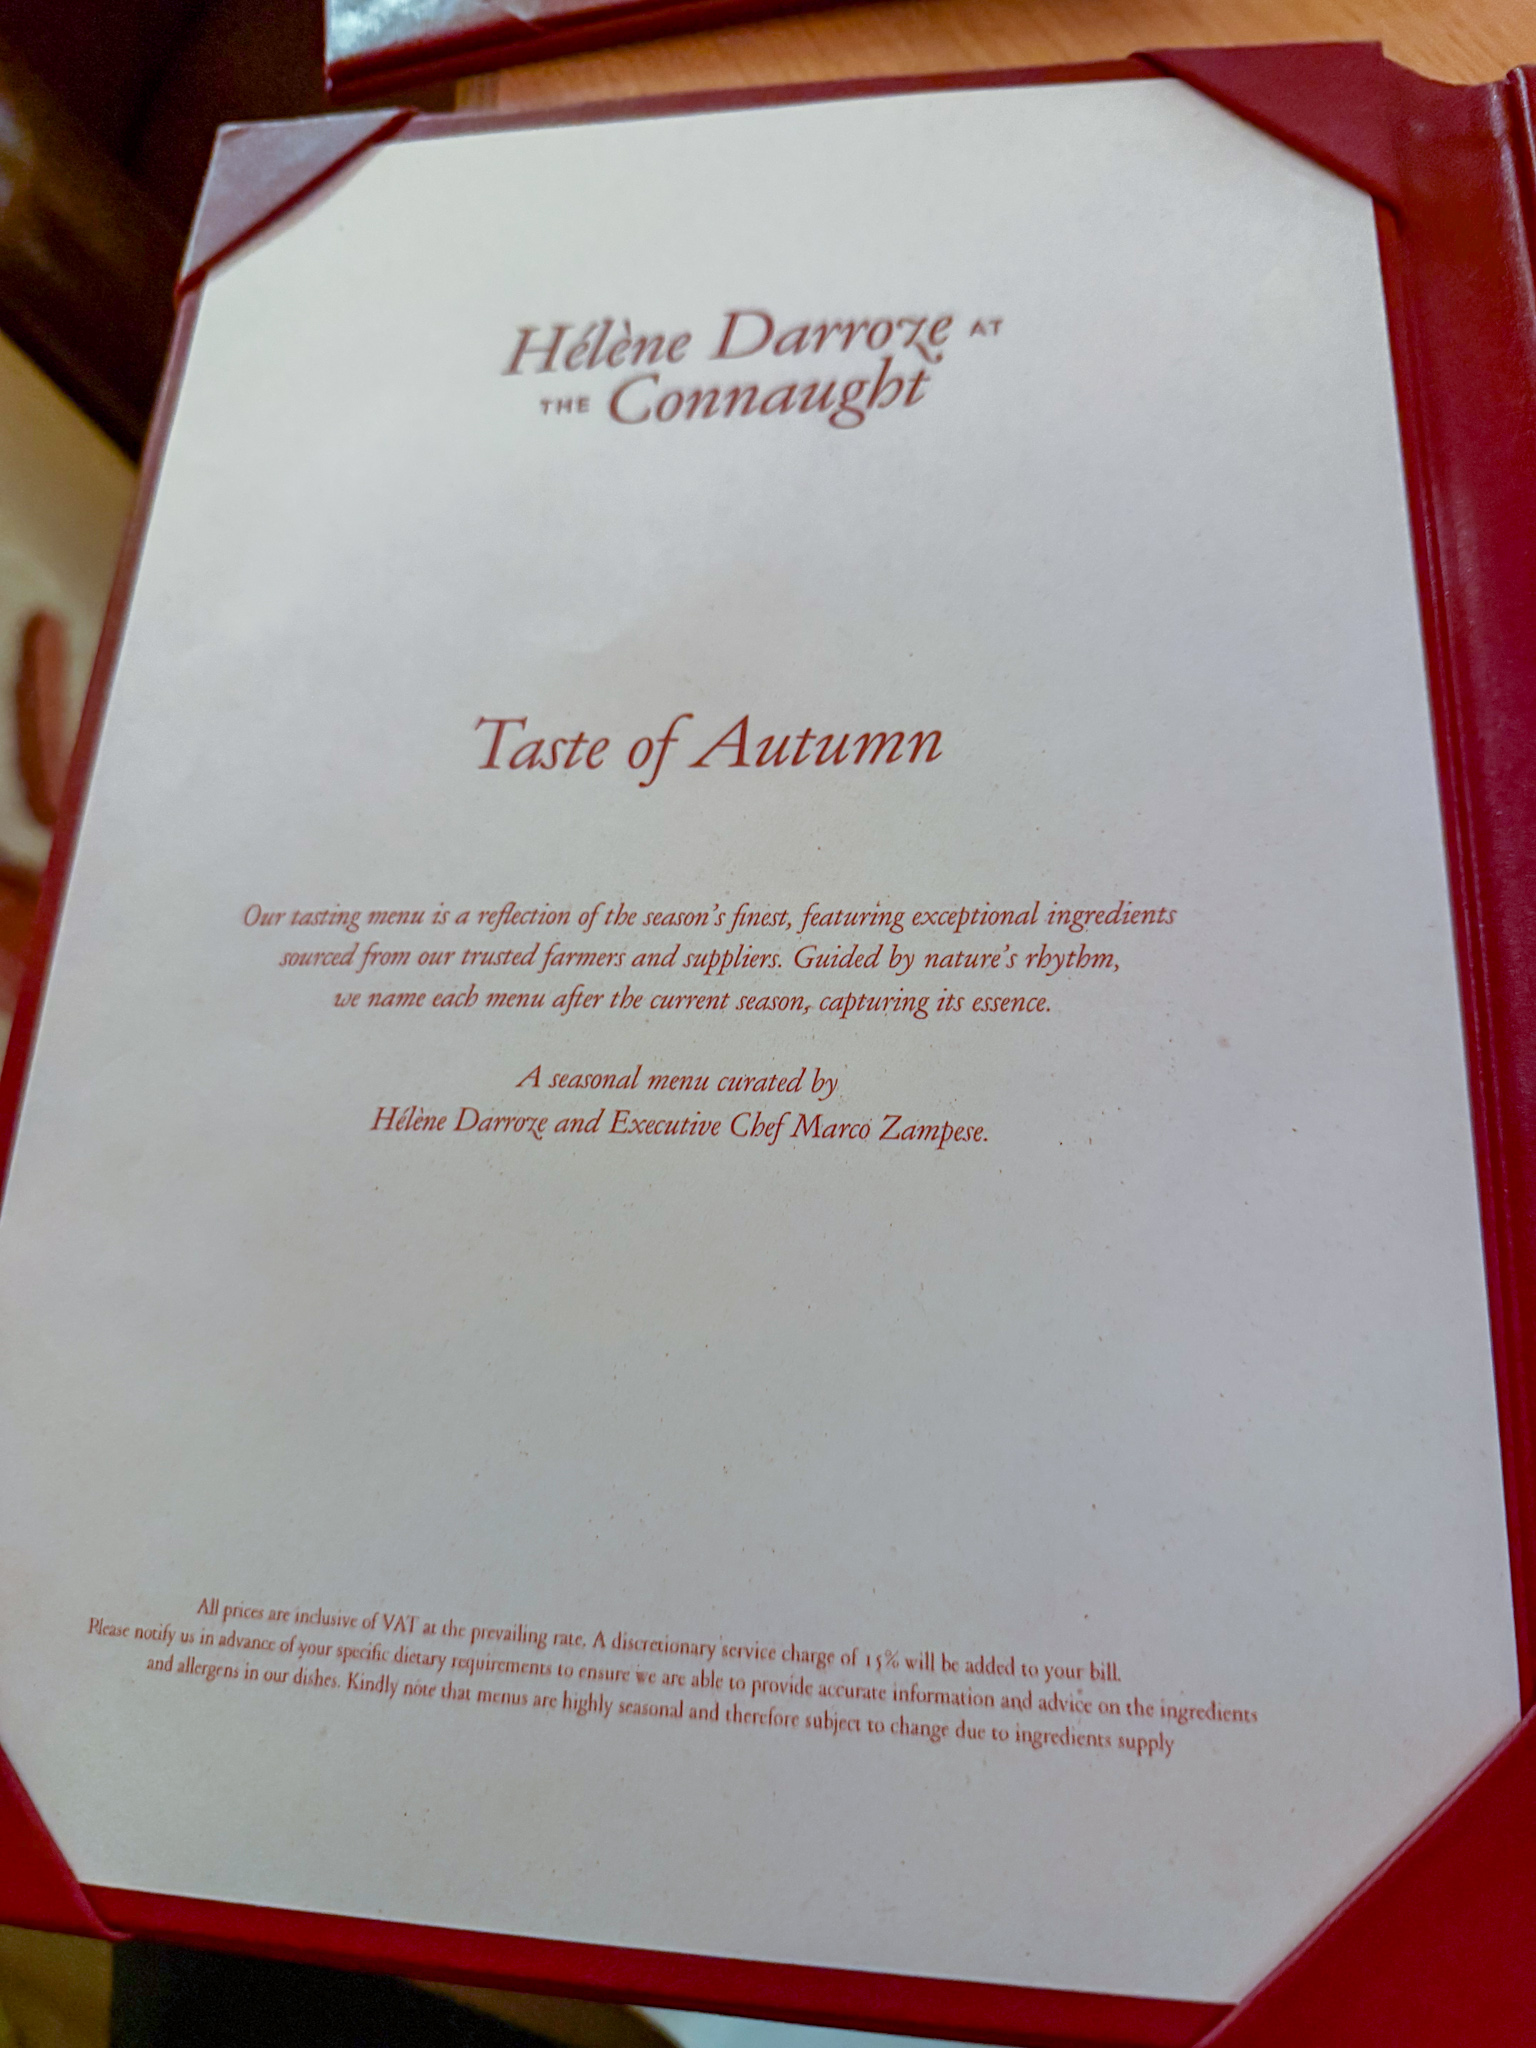 Hélène Darroze AT
THE Connaught
Taste of Autumn
Our tasting menu is a reflection of the season's finest, featuring exceptional ingredients
sourced from our trusted farmers and suppliers. Guided by nature's rhythm,
we name each menu after the current season, capturing its essence.
A seasonal menu curated by
Hélène Darroze and Executive Chef Marco Zampese.
All prices are inclusive of VAT at the prevailing rate. A discretionary service charge of 15% will be added to your bill.
Please notify us in advance of your specific dietary requirements to ensure we are able to provide accurate information and advice on the ingredients
and allergens in our dishes. Kindly note that menus are highly seasonal and therefore subject to change due to ingredients supply